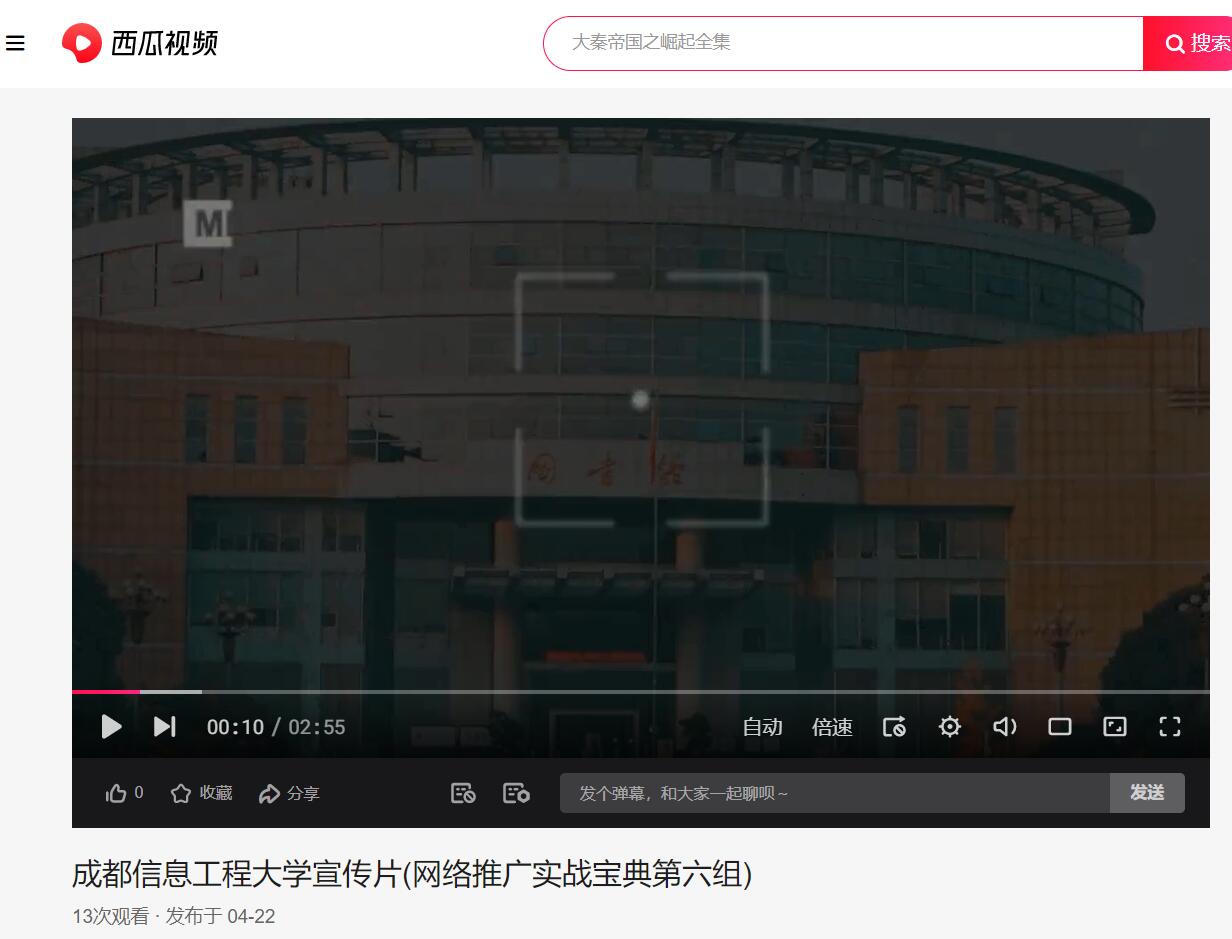 西瓜视频
大秦帝国之崛起全集
搜索
M
图书馆
00:10 / 02:55
自动
倍速
0
收藏
分享
发个弹幕，和大家一起聊呗～
发送
成都信息工程大学宣传片(网络推广实战宝典第六组)
13次观看 · 发布于 04-22